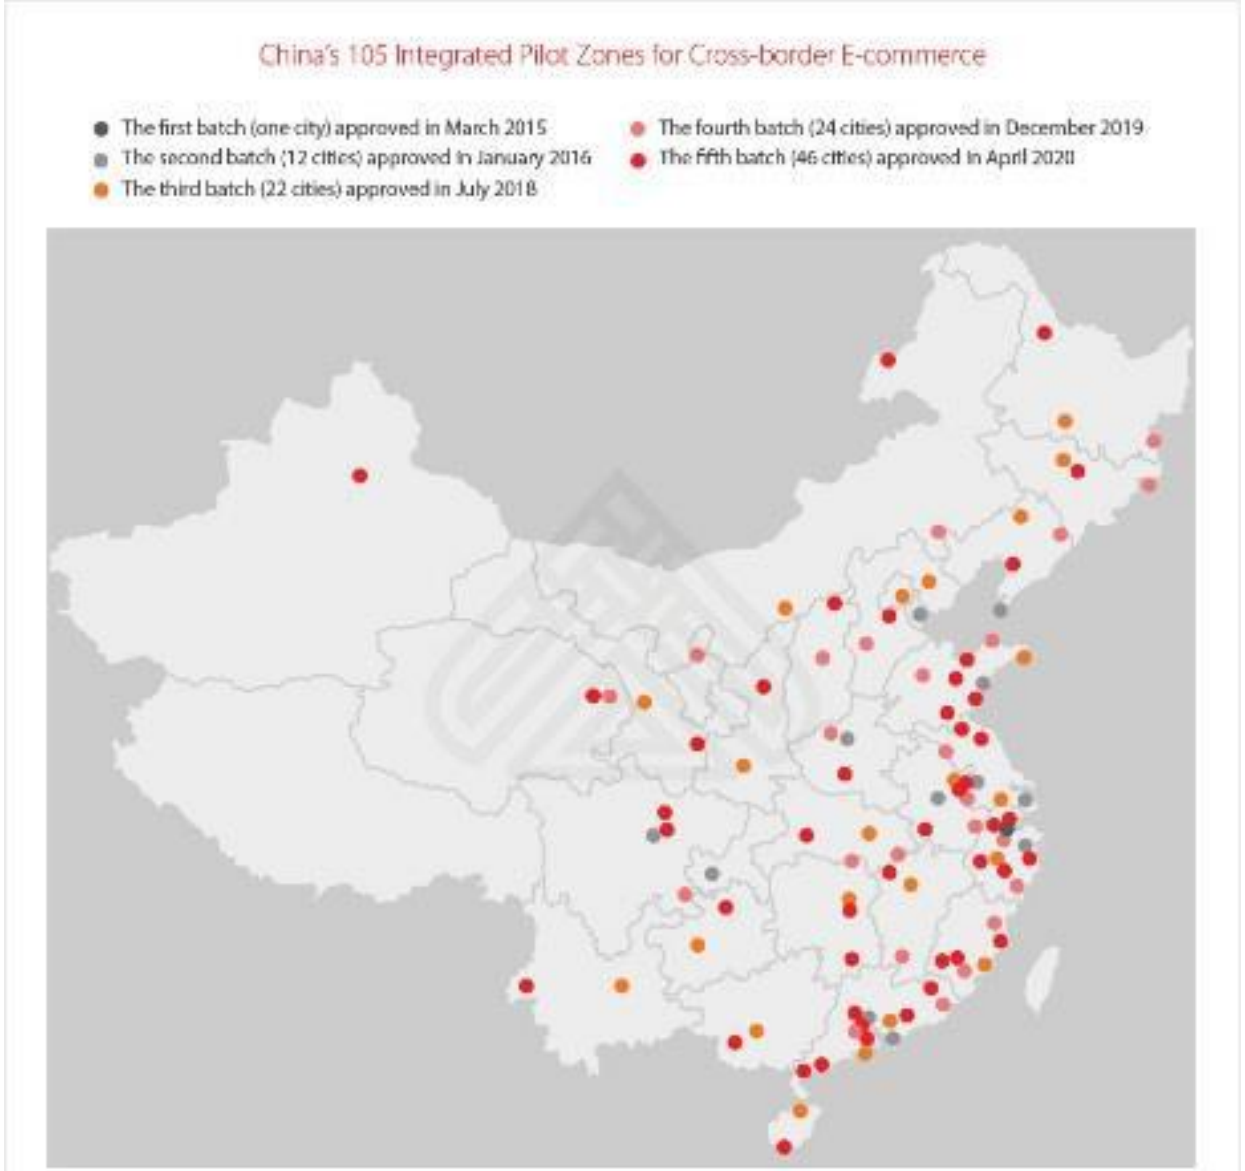 China's 105 Integrated Pilot Zones for Cross-border E-commerce
The first batch (one city) approved in March 2015
The second batch (12 cities) approved in January 2016
The third batch (22 cities) approved in July 2018
The fourth batch (24 cities) approved in December 2019
The fifth batch (46 cities) approved in April 2020